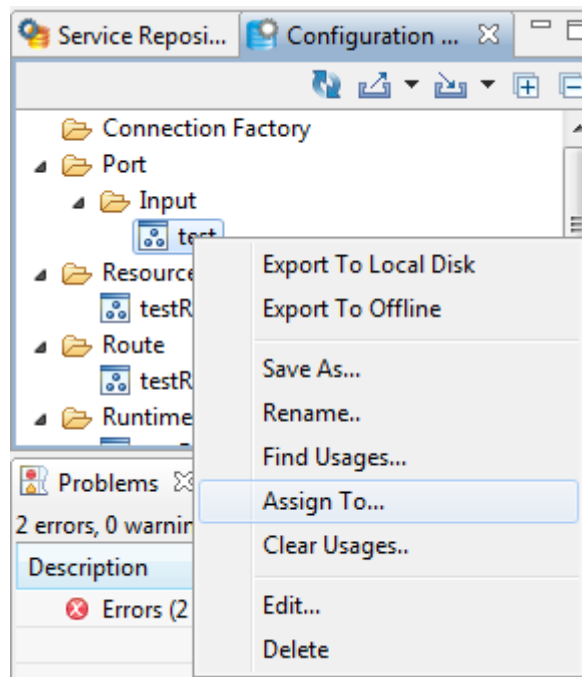 Service Reposi... Configuration ...
Connection Factory
Port
Input
test
Resource
testR
Route
testR
Runtime
Export To Local Disk
Export To Offline
Save As...
Rename..
Find Usages...
Assign To...
Clear Usages..
Edit...
Delete
Problems
2 errors, 0 warnin
Description
Errors (2